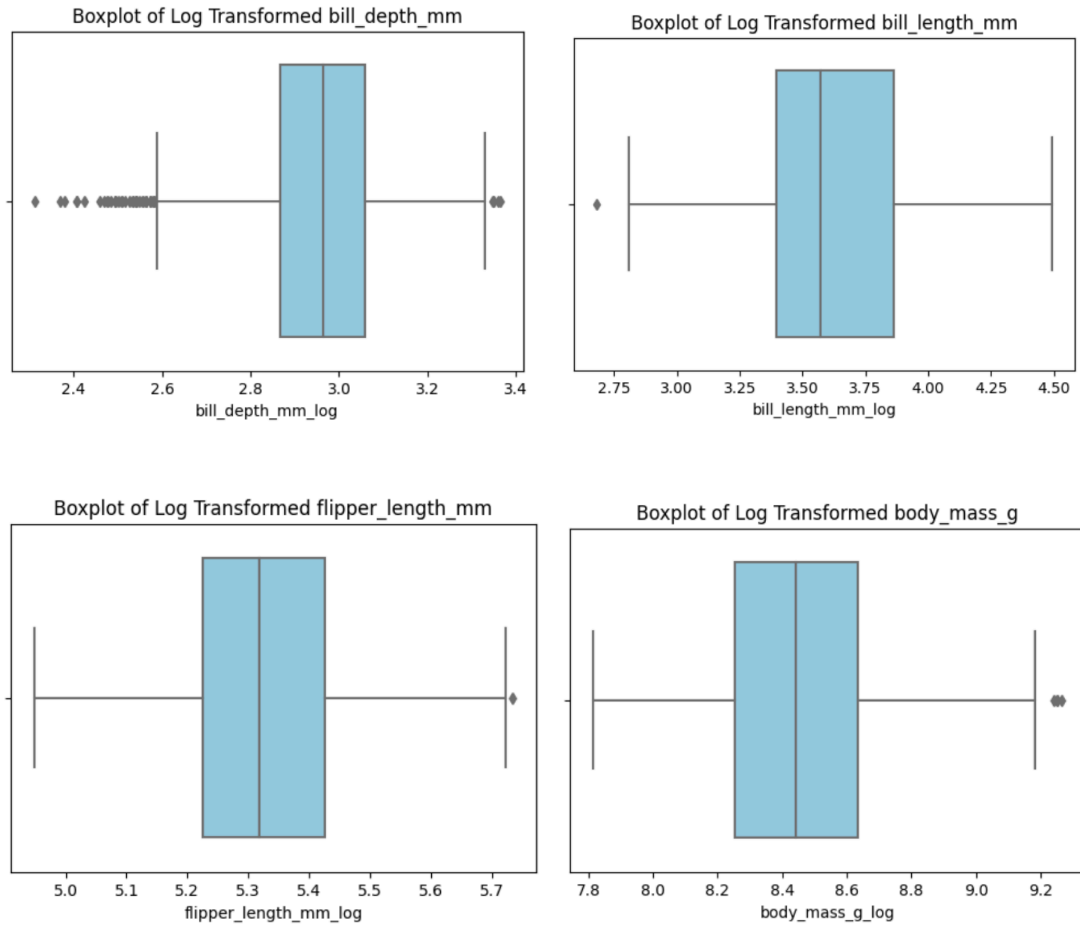 Boxplot of Log Transformed bill_depth_mm
2.4 2.6 2.8 3.0 3.2 3.4
bill_depth_mm_log
Boxplot of Log Transformed bill_length_mm
2.75 3.00 3.25 3.50 3.75 4.00 4.25 4.50
bill_length_mm_log
Boxplot of Log Transformed flipper_length_mm
5.0 5.1 5.2 5.3 5.4 5.5 5.6 5.7
flipper_length_mm_log
Boxplot of Log Transformed body_mass_g
7.8 8.0 8.2 8.4 8.6 8.8 9.0 9.2
body_mass_g_log